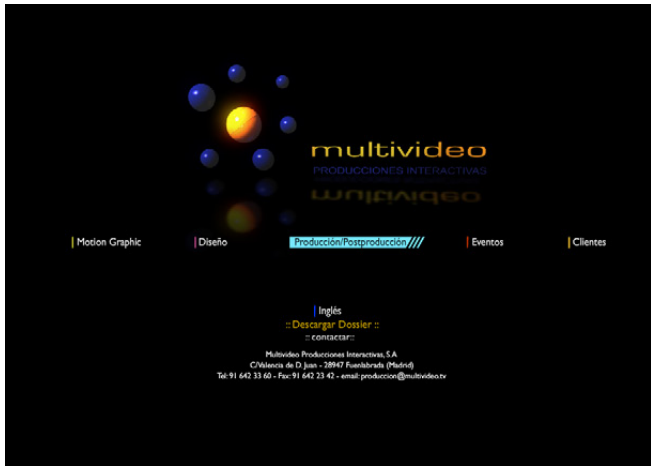 multivideo
PRODUCCIONES INTERACTIVAS
multivideo
Motion Graphic
Diseño
Producción/Postproducción
Eventos
Clientes
Inglés
:: Descargar Dossier ::
:: contactar::
Multivideo Producciones Interactivas, S.A
C/Valencia de D. Juan - 28947 Fuenlabrada (Madrid)
Tel: 91 642 33 60 - Fax: 91 642 23 42 - email: produccion@multivideo.tv